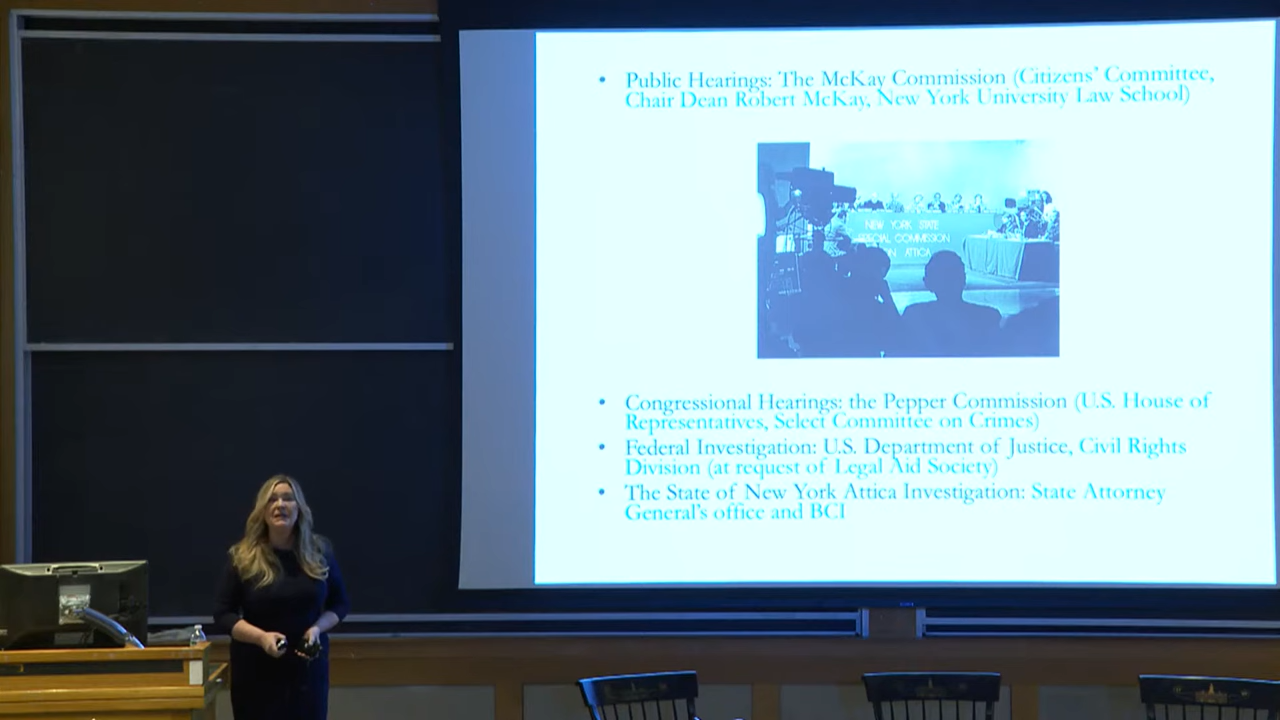 • Public Hearings: The McKay Commission (Citizens' Committee,
Chair Dean Robert McKay, New York University Law School)
NEW YORK STATE
SPECIAL COMMISSION
ON ATTICA
• Congressional Hearings: the Pepper Commission (U.S. House of
Representatives, Select Committee on Crimes)
• Federal Investigation: U.S. Department of Justice, Civil Rights
Division (at request of Legal Aid Society)
• The State of New York Attica Investigation: State Attorney
General's office and BCI